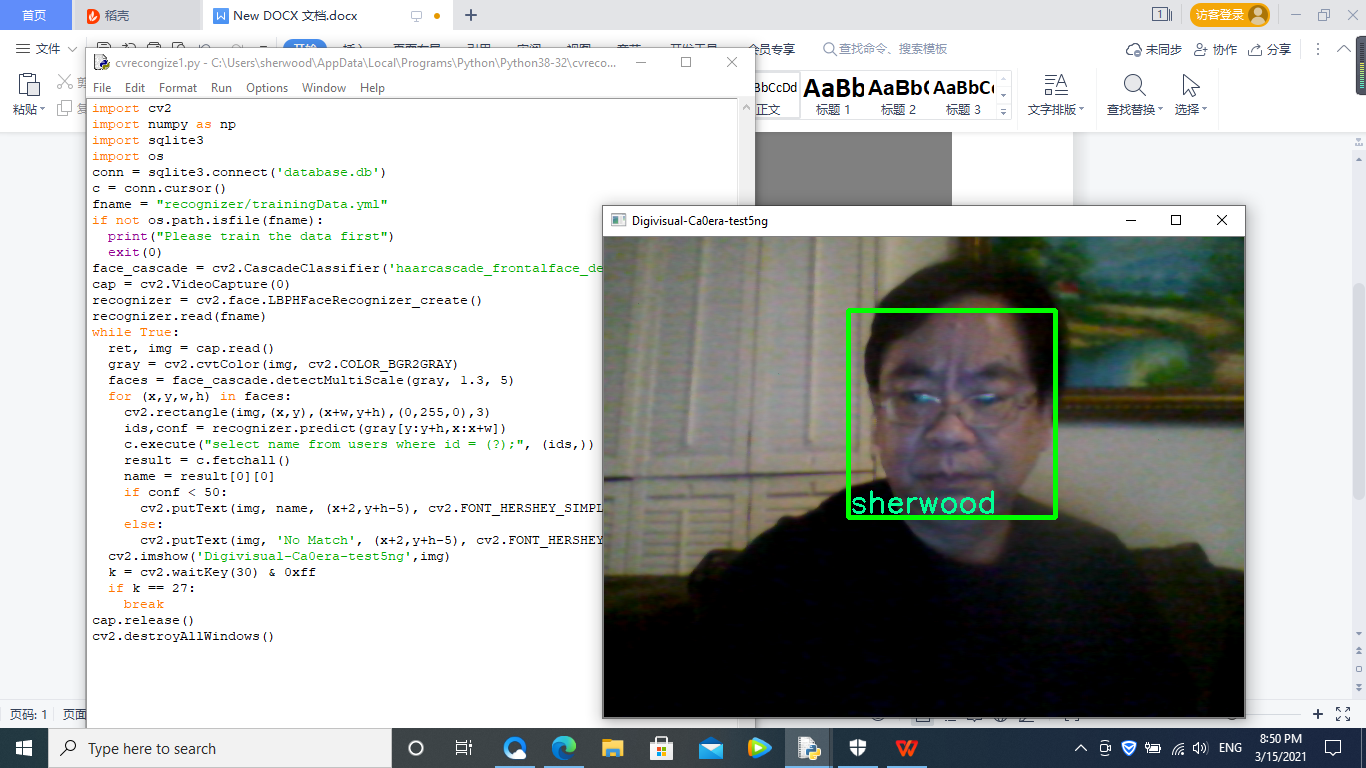 首页
稻壳
New DOCX 文档.docx
1
访客登录
文件
会员专享
查找命令、搜索模板
未同步
协作
分享
粘贴
正文
AaBb
标题 1
AaBb(
标题 2
AaBbC
标题 3
文字排版
查找替换
选择
cvrecongize1.py - C:\Users\sherwood\AppData\Local\Programs\Python\Python38-32\cvreco...
File Edit Format Run Options Window Help
import cv2
import numpy as np
import sqlite3
import os
conn = sqlite3.connect('database.db')
c = conn.cursor()
fname = "recognizer/trainingData.yml"
if not os.path.isfile(fname):
  print("Please train the data first")
  exit(0)
face_cascade = cv2.CascadeClassifier('haarcascade_frontalface_de
cap = cv2.VideoCapture(0)
recognizer = cv2.face.LBPHFaceRecognizer_create()
recognizer.read(fname)
while True:
  ret, img = cap.read()
  gray = cv2.cvtColor(img, cv2.COLOR_BGR2GRAY)
  faces = face_cascade.detectMultiScale(gray, 1.3, 5)
  for (x,y,w,h) in faces:
    cv2.rectangle(img,(x,y),(x+w,y+h),(0,255,0),3)
    ids,conf = recognizer.predict(gray[y:y+h,x:x+w])
    c.execute("select name from users where id = (?);", (ids,))
    result = c.fetchall()
    name = result[0][0]
    if conf < 50:
      cv2.putText(img, name, (x+2,y+h-5), cv2.FONT_HERSHEY_SIMPL
    else:
      cv2.putText(img, 'No Match', (x+2,y+h-5), cv2.FONT_HERSHEY
  cv2.imshow('Digivisual-Ca0era-test5ng',img)
  k = cv2.waitKey(30) & 0xff
  if k == 27:
    break
cap.release()
cv2.destroyAllWindows()
Digivisual-Ca0era-test5ng
sherwood
页码: 1 页面
Type here to search
ENG
8:50 PM
3/15/2021